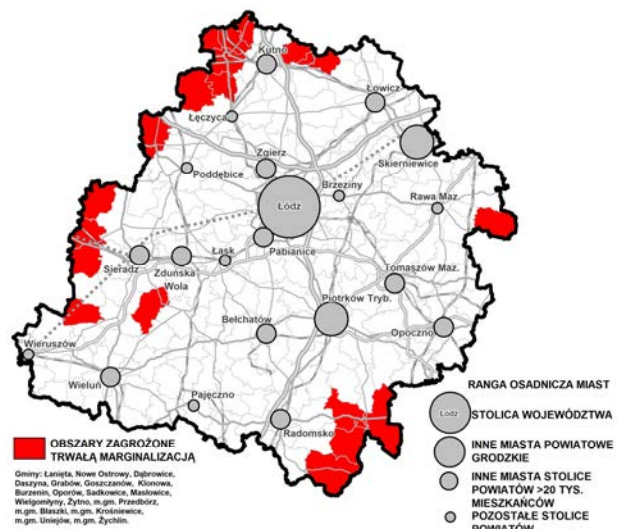 Kutno
Łowicz
Łęczyca
Skierniewice
Zgierz
Poddębice
Brzeziny
Łódź
Rawa Maz.
Pabianice
Łask
Sieradz
Zduńska
Wola
Tomaszów Maz.
Piotrków Tryb.
Bełchatów
Opoczno
Wieruszów
Wieluń
Pajęczno
Radomsko
RANGA OSADNICZA MIAST
Łódź
STOLICA WOJEWÓDZTWA
INNE MIASTA POWIATOWE
GRODZKIE
INNE MIASTA STOLICE
POWIATÓW >20 TYS.
MIESZKAŃCÓW
POZOSTAŁE STOLICE
POWIATÓW
OBSZARY ZAGROŻONE
TRWAŁĄ MARGINALIZACJĄ
Gminy: Łanięta, Nowe Ostrowy, Dąbrowice,
Daszyna, Grabów, Goszczanów, Klonowa,
Burzenin, Oporów, Sadkowice, Masłowice,
Wielgomłyny, Żytno, m.gm. Przedbórz,
m.gm. Błaszki, m.gm. Krośniewice,
m.gm. Uniejów, m.gm. Żychlin.